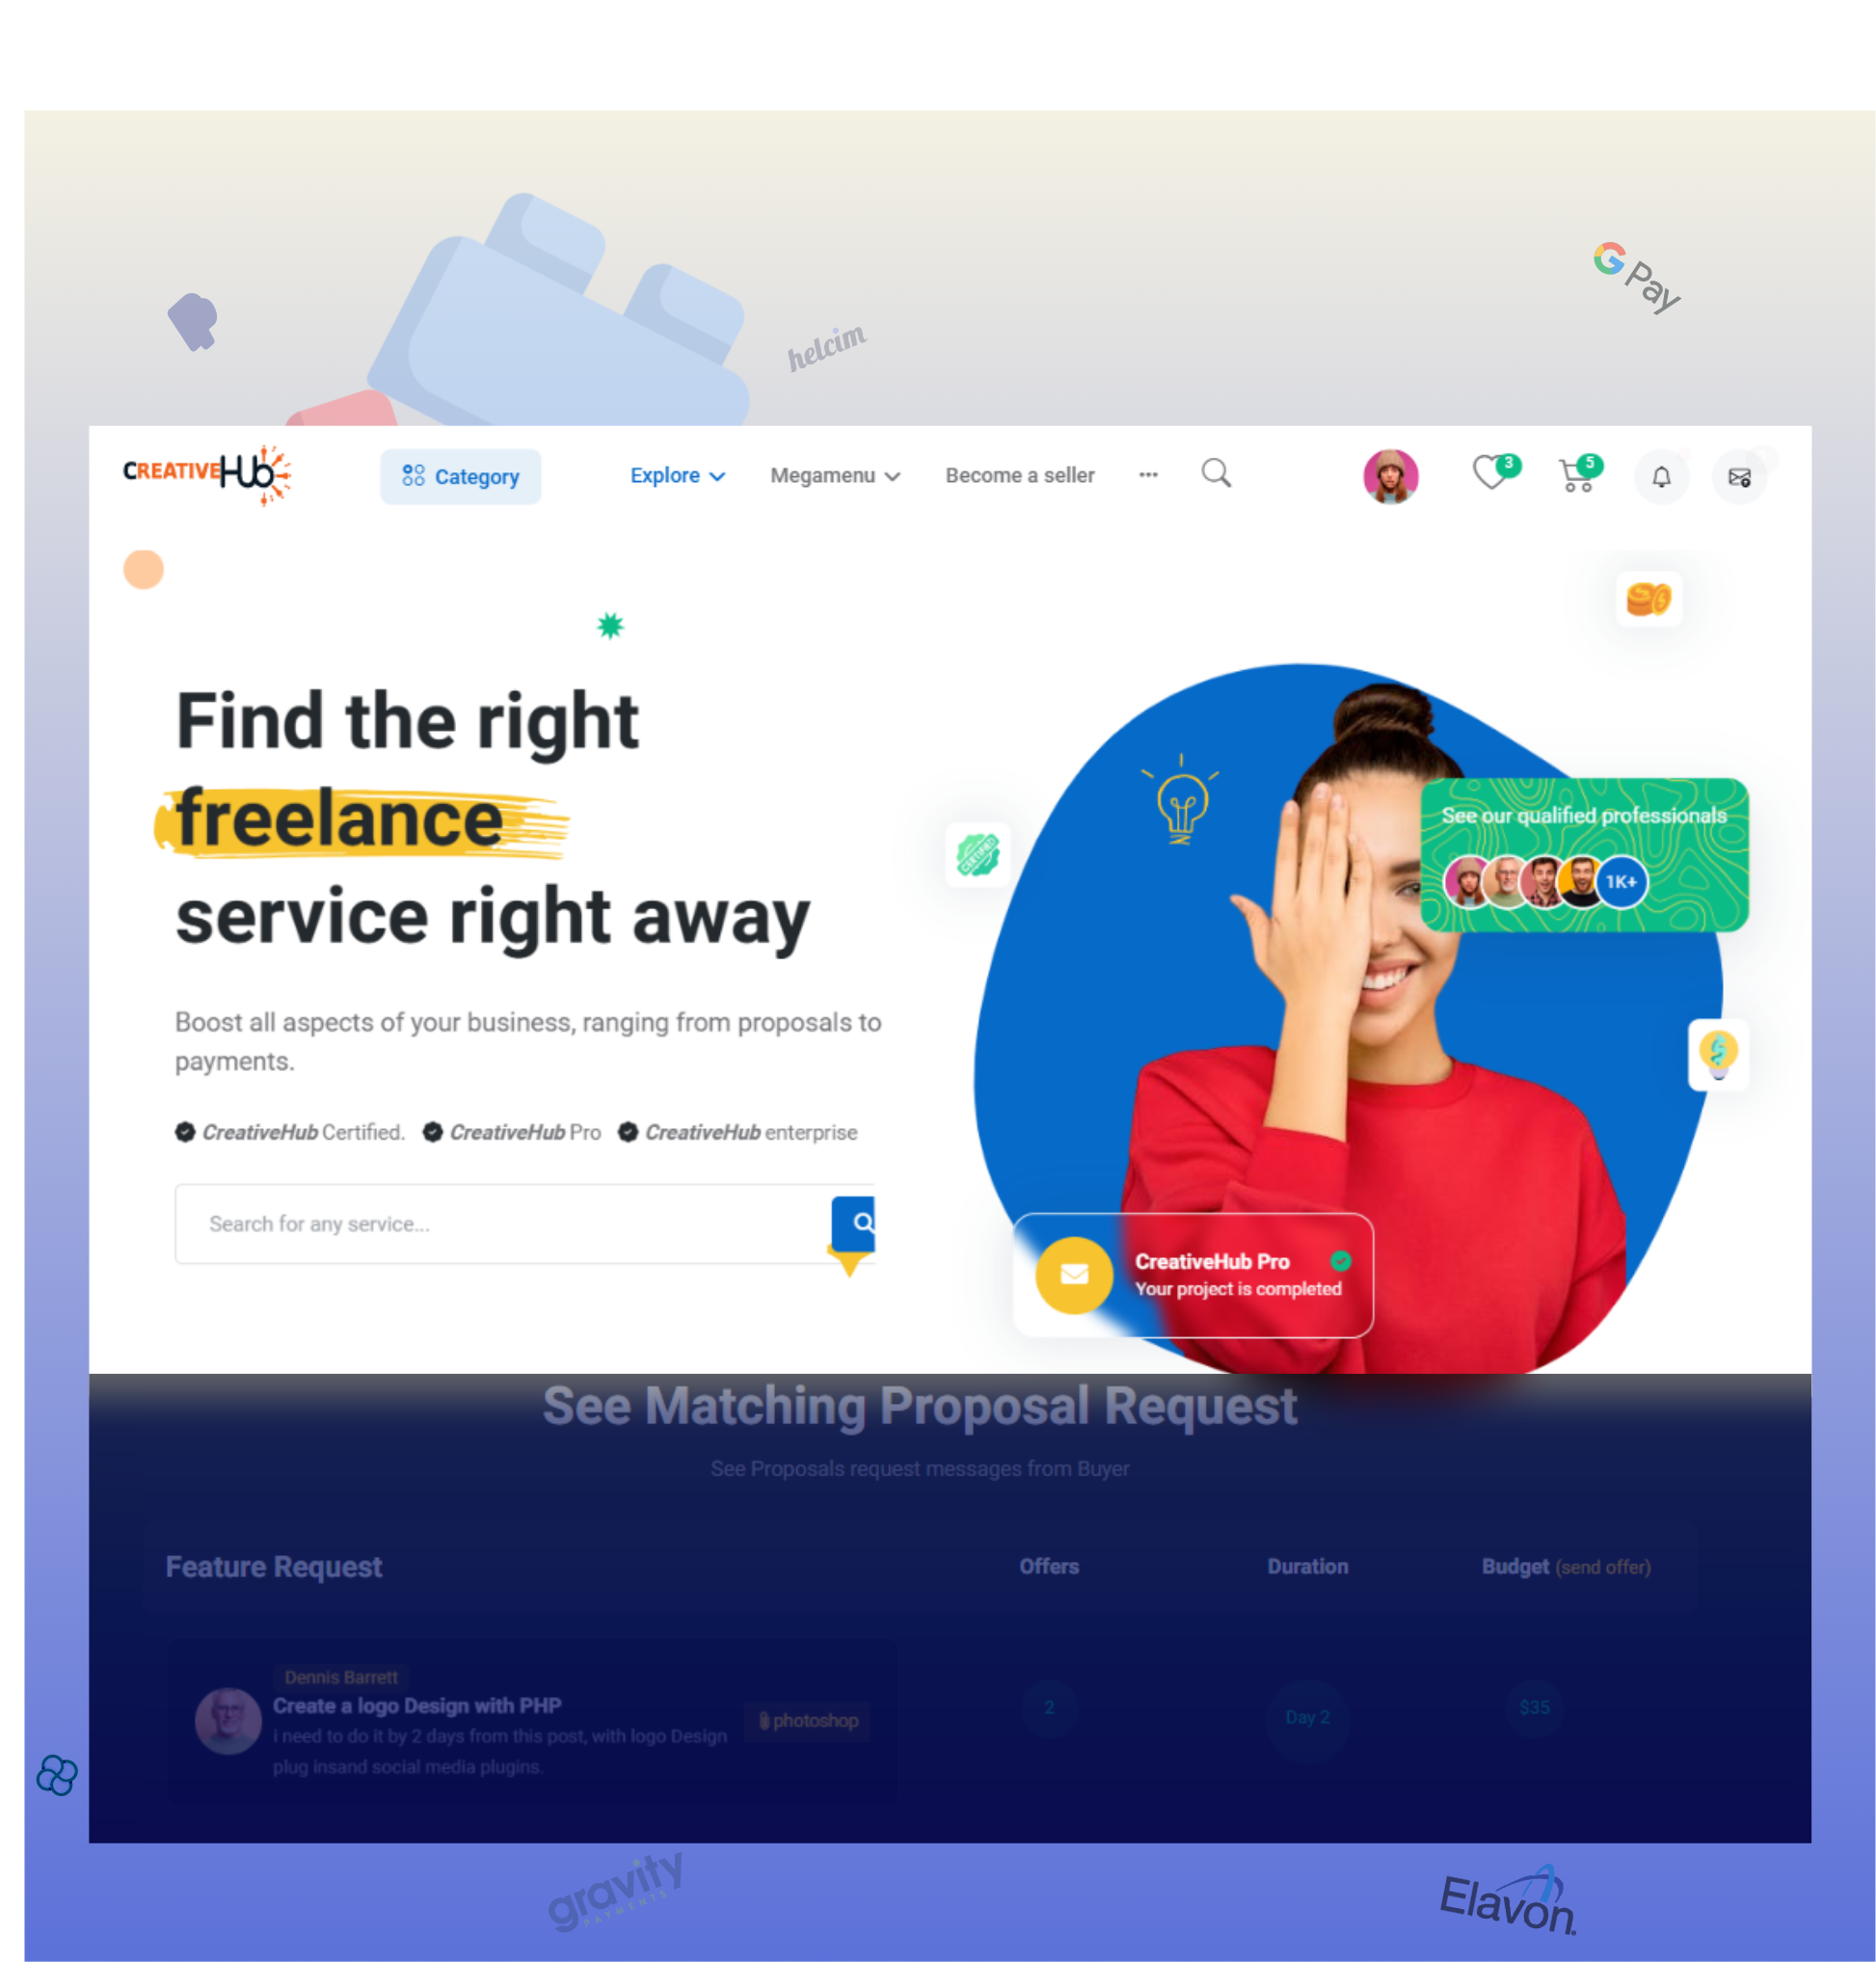 G Pay
helcim
CREATIVEHUb
Category
Explore
Megamenu
Become a seller
3
5
Find the right
freelance
service right away
Boost all aspects of your business, ranging from proposals to
payments.
CreativeHub Certified. CreativeHub Pro CreativeHub enterprise
Search for any service...
CERTIFIED
See our qualified professionals
1K+
CreativeHub Pro
Your project is completed
See Matching Proposal Request
See Proposals request messages from Buyer
Feature Request Offers Duration Budget (send offer)
Dennis Barrett
Create a logo Design with PHP
i need to do it by 2 days from this post, with logo Design
plug insand social media plugins.
photoshop
2
Day 2
$35
gravity
PAYMENTS
Elavon